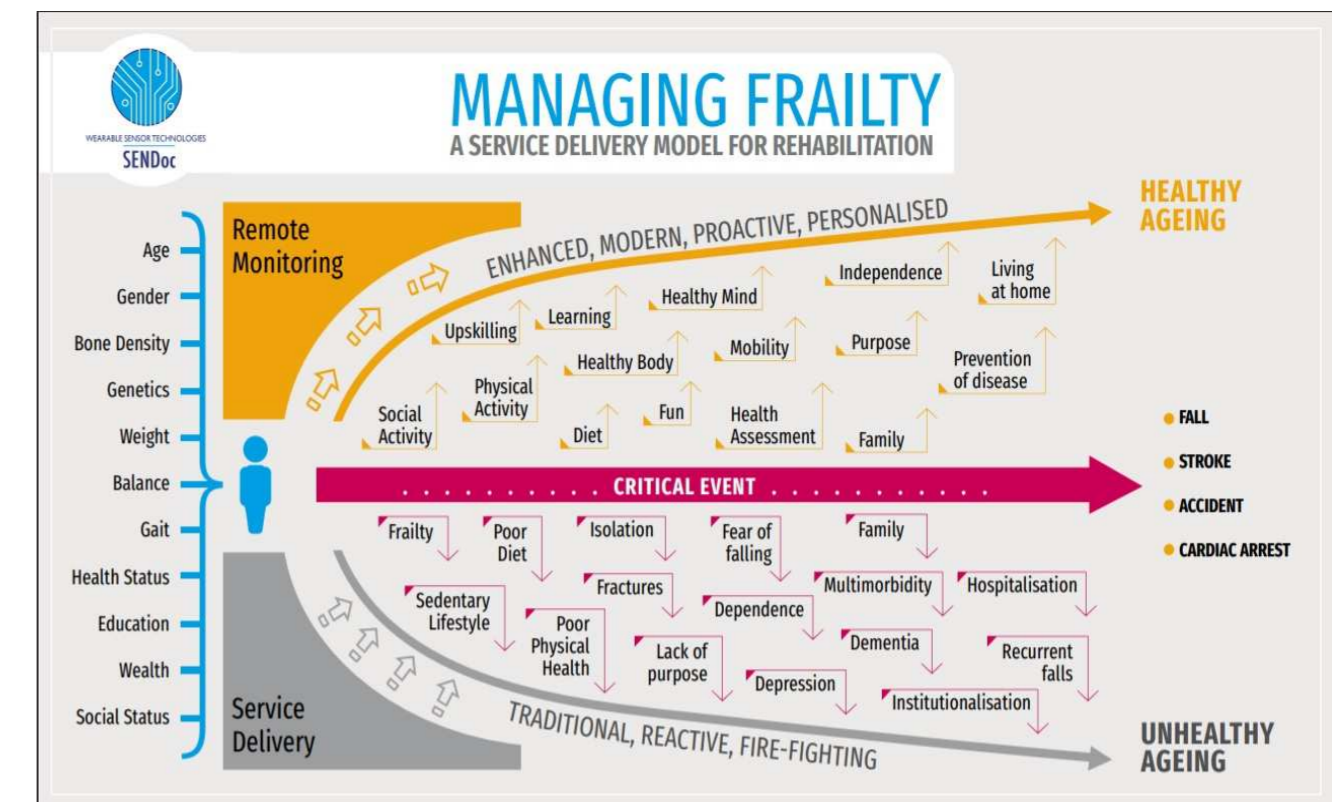 WEARABLE SENSOR TECHNOLOGIES
SENDoc
MANAGING FRAILTY
A SERVICE DELIVERY MODEL FOR REHABILITATION
Age
Gender
Bone Density
Genetics
Weight
Balance
Gait
Health Status
Education
Wealth
Social Status
Remote
Monitoring
ENHANCED, MODERN, PROACTIVE, PERSONALISED
HEALTHY
AGEING
Upskilling
Learning
Healthy Mind
Independence
Living
at home
Social
Activity
Physical
Activity
Healthy Body
Mobility
Purpose
Prevention
of disease
Diet
Fun
Health
Assessment
Family
CRITICAL EVENT
FALL
STROKE
ACCIDENT
CARDIAC ARREST
Frailty
Poor
Diet
Isolation
Fear of
falling
Family
Sedentary
Lifestyle
Fractures
Dependence
Multimorbidity
Hospitalisation
Poor
Physical
Health
Lack of
purpose
Depression
Dementia
Recurrent
falls
Institutionalisation
Service
Delivery
TRADITIONAL, REACTIVE, FIRE-FIGHTING
UNHEALTHY
AGEING